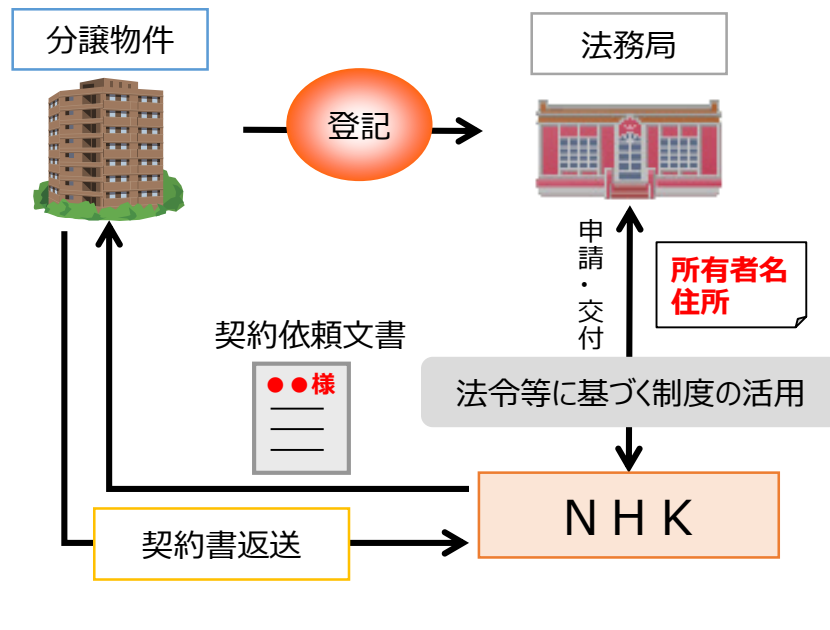 分譲物件
法務局
登記
申請・交付
所有者名
住所
契約依頼文書
●●様
法令等に基づく制度の活用
ＮＨＫ
契約書返送